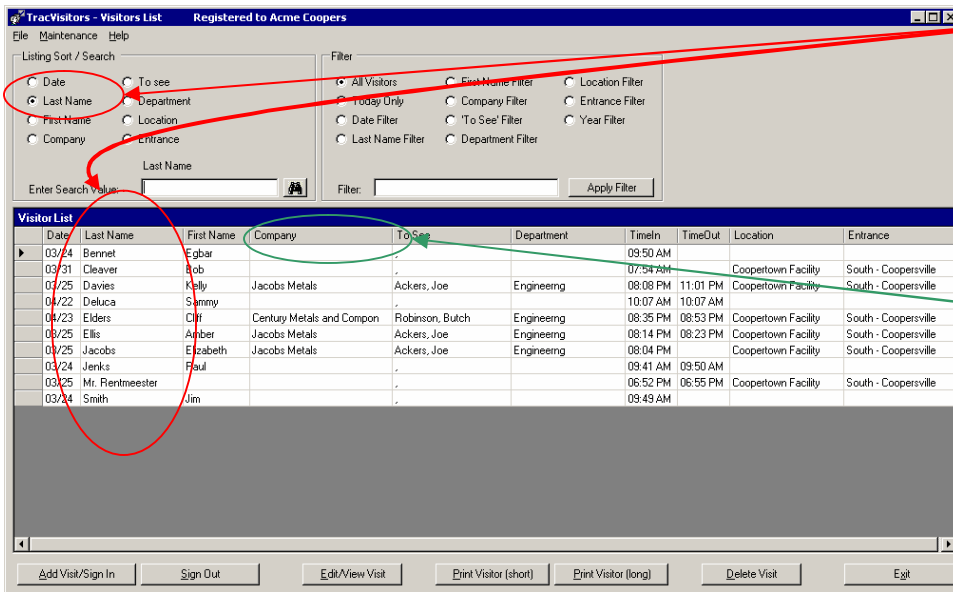 TracVisitors - Visitors List Registered to Acme Coopers
File Maintenance Help
Listing Sort / Search
Filter
Date To see
All Visitors First Name Filter Location Filter
Last Name Department
Today Only Company Filter Entrance Filter
First Name Location
Date Filter 'To See' Filter Year Filter
Company Entrance
Last Name Filter Department Filter
Last Name
Enter Search Value:
Filter: Apply Filter
Visitor List
Date Last Name First Name Company To See Department TimeIn TimeOut Location Entrance
03/24 Bennet Egbar , 09:50 AM
03/31 Cleaver Bob , 07:54 AM Coopertown Facility South - Coopersville
03/25 Davies Kelly Jacobs Metals Ackers, Joe Engineerng 08:08 PM 11:01 PM Coopertown Facility South - Coopersville
04/22 Deluca Sammy , 10:07 AM 10:07 AM
04/23 Elders Cliff Century Metals and Compon Robinson, Butch Engineerng 08:35 PM 08:53 PM Coopertown Facility South - Coopersville
03/25 Ellis Amber Jacobs Metals Ackers, Joe Engineerng 08:14 PM 08:23 PM Coopertown Facility South - Coopersville
03/25 Jacobs Elizabeth Jacobs Metals Ackers, Joe Engineerng 08:04 PM Coopertown Facility South - Coopersville
03/24 Jenks Paul , 09:41 AM 09:50 AM
03/25 Mr. Rentmeester , 06:52 PM 06:55 PM Coopertown Facility South - Coopersville
03/24 Smith Jim , 09:49 AM
Add Visit/Sign In Sign Out Edit/View Visit Print Visitor (short) Print Visitor (long) Delete Visit Exit